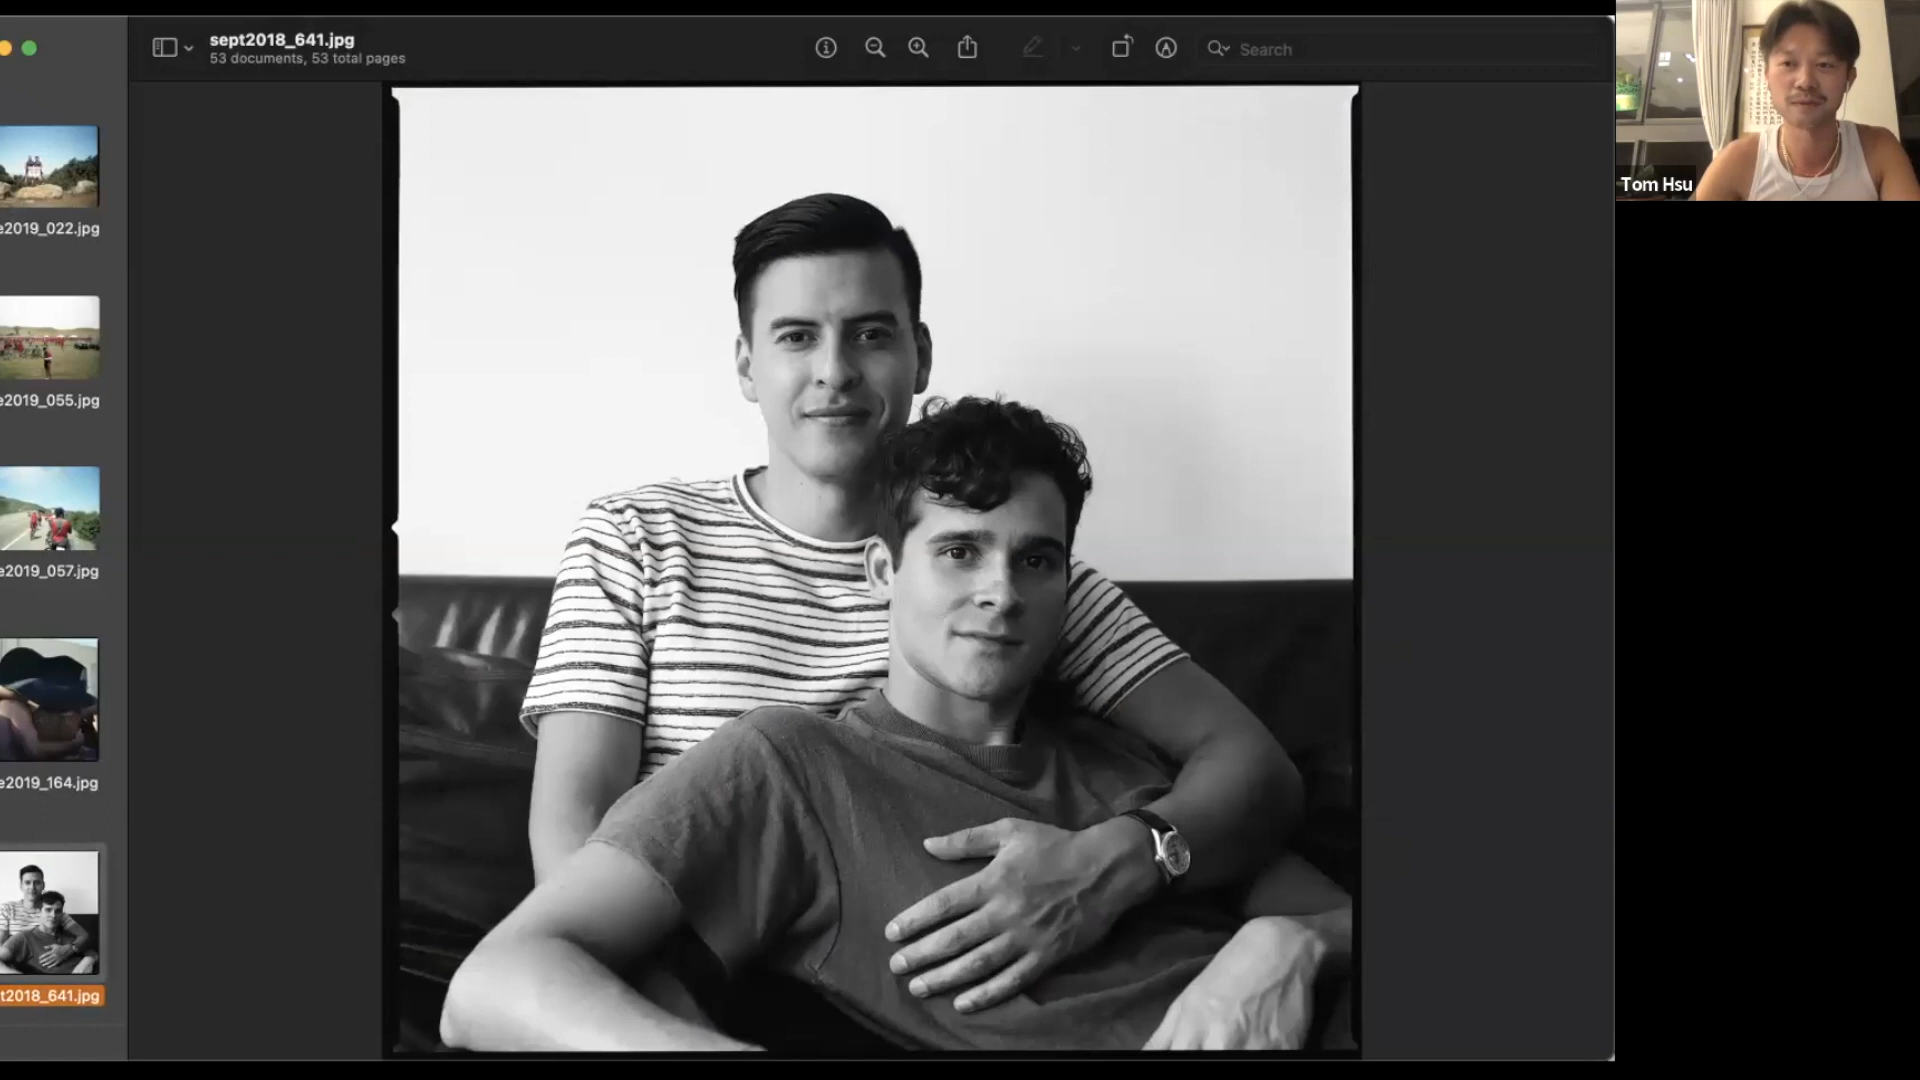 sept2018_641.jpg
53 documents, 53 total pages
Search
e2019_022.jpg
e2019_055.jpg
e2019_057.jpg
e2019_164.jpg
t2018_641.jpg
Tom Hsu